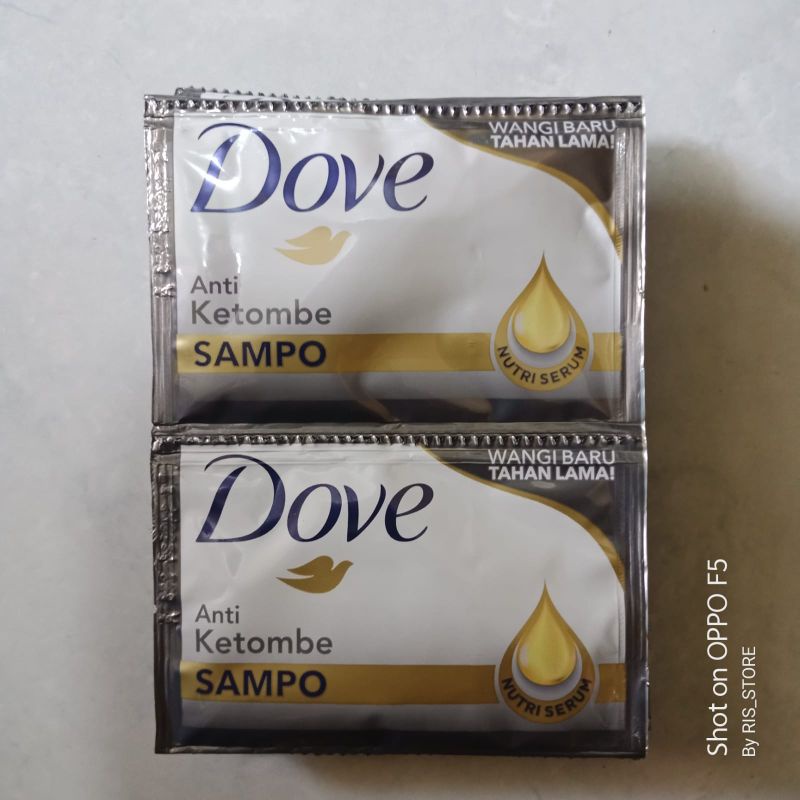 Dove
WANGI BARU
TAHAN LAMA!
Anti
Ketombe
SAMPO
NUTRI SERUM
Dove
WANGI BARU
TAHAN LAMA!
Anti
Ketombe
SAMPO
NUTRI SERUM
Shot on OPPO F5
By RIS_STORE